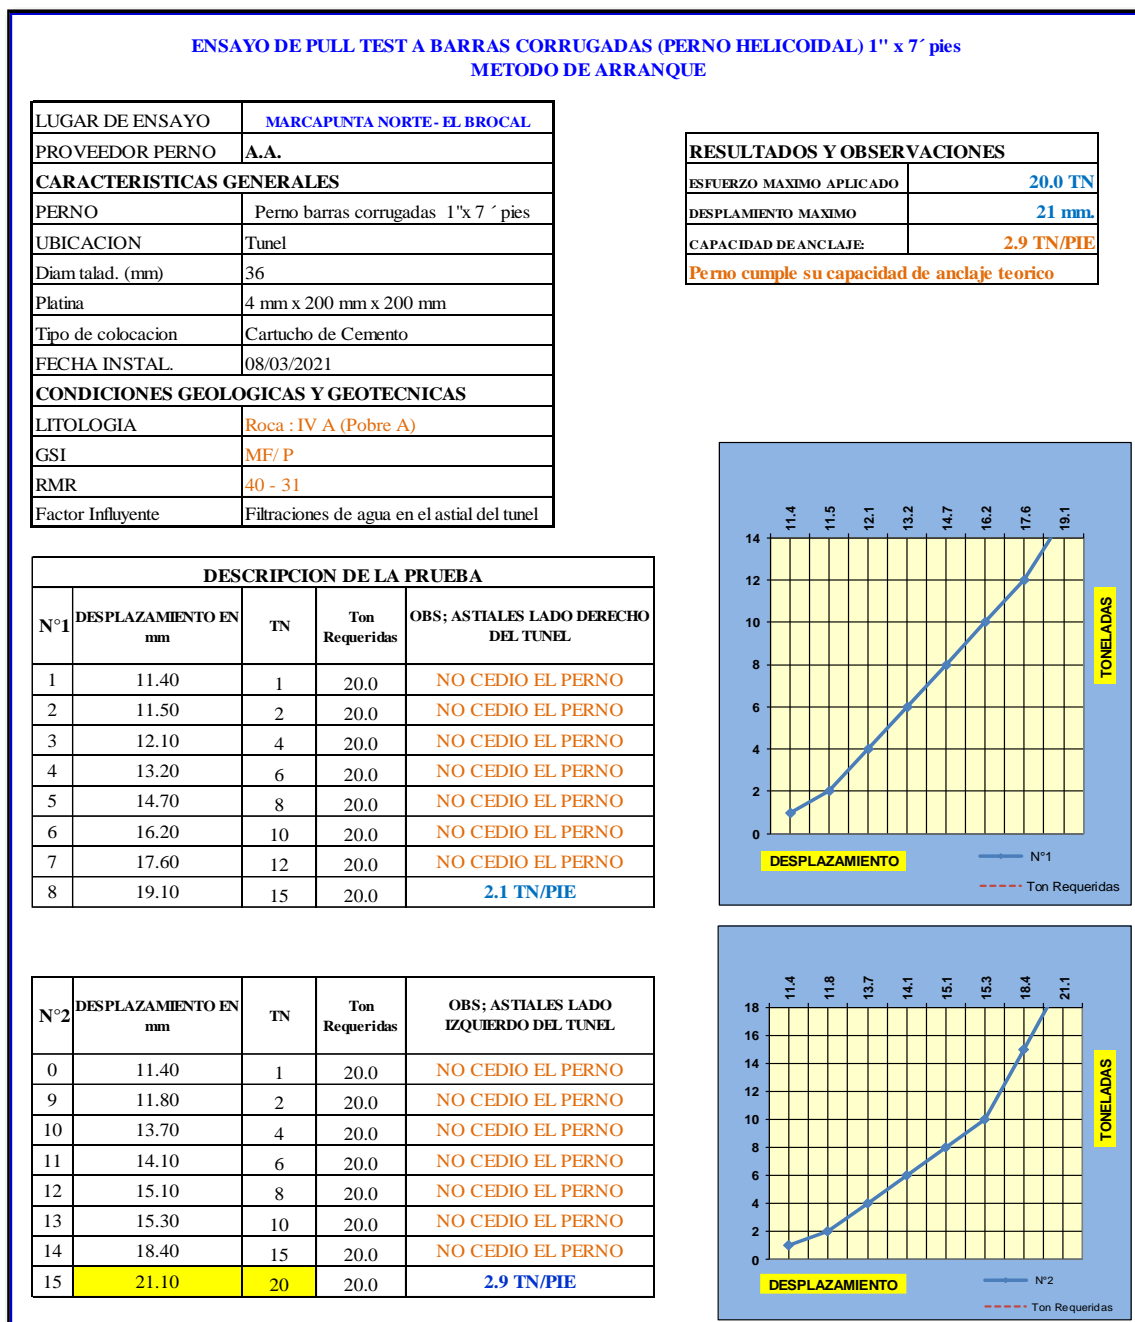 ENSAYO DE PULL TEST A BARRAS CORRUGADAS (PERNO HELICOIDAL) 1" x 7´ pies
METODO DE ARRANQUE
LUGAR DE ENSAYO MARCAPUNTA NORTE - EL BROCAL
PROVEEDOR PERNO A.A.
CARACTERISTICAS GENERALES
PERNO Perno barras corrugadas 1"x 7 ´ pies
UBICACION Tunel
Diam talad. (mm) 36
Platina 4 mm x 200 mm x 200 mm
Tipo de colocacion Cartucho de Cemento
FECHA INSTAL. 08/03/2021
CONDICIONES GEOLOGICAS Y GEOTECNICAS
LITOLOGIA Roca : IV A (Pobre A)
GSI MF/ P
RMR 40 - 31
Factor Influyente Filtraciones de agua en el astial del tunel
RESULTADOS Y OBSERVACIONES
ESFUERZO MAXIMO APLICADO 20.0 TN
DESPLAMIENTO MAXIMO 21 mm.
CAPACIDAD DE ANCLAJE: 2.9 TN/PIE
Perno cumple su capacidad de anclaje teorico
DESCRIPCION DE LA PRUEBA
N°1 DESPLAZAMIENTO EN mm TN Ton Requeridas OBS; ASTIALES LADO DERECHO DEL TUNEL
1 11.40 1 20.0 NO CEDIO EL PERNO
2 11.50 2 20.0 NO CEDIO EL PERNO
3 12.10 4 20.0 NO CEDIO EL PERNO
4 13.20 6 20.0 NO CEDIO EL PERNO
5 14.70 8 20.0 NO CEDIO EL PERNO
6 16.20 10 20.0 NO CEDIO EL PERNO
7 17.60 12 20.0 NO CEDIO EL PERNO
8 19.10 15 20.0 2.1 TN/PIE
11.4 11.5 12.1 13.2 14.7 16.2 17.6 19.1
14
12
10
8
6
4
2
0
TONELADAS
DESPLAZAMIENTO
N°1
Ton Requeridas
N°2 DESPLAZAMIENTO EN mm TN Ton Requeridas OBS; ASTIALES LADO IZQUIERDO DEL TUNEL
0 11.40 1 20.0 NO CEDIO EL PERNO
9 11.80 2 20.0 NO CEDIO EL PERNO
10 13.70 4 20.0 NO CEDIO EL PERNO
11 14.10 6 20.0 NO CEDIO EL PERNO
12 15.10 8 20.0 NO CEDIO EL PERNO
13 15.30 10 20.0 NO CEDIO EL PERNO
14 18.40 15 20.0 NO CEDIO EL PERNO
15 21.10 20 20.0 2.9 TN/PIE
11.4 11.8 13.7 14.1 15.1 15.3 18.4 21.1
18
16
14
12
10
8
6
4
2
0
TONELADAS
DESPLAZAMIENTO
N°2
Ton Requeridas